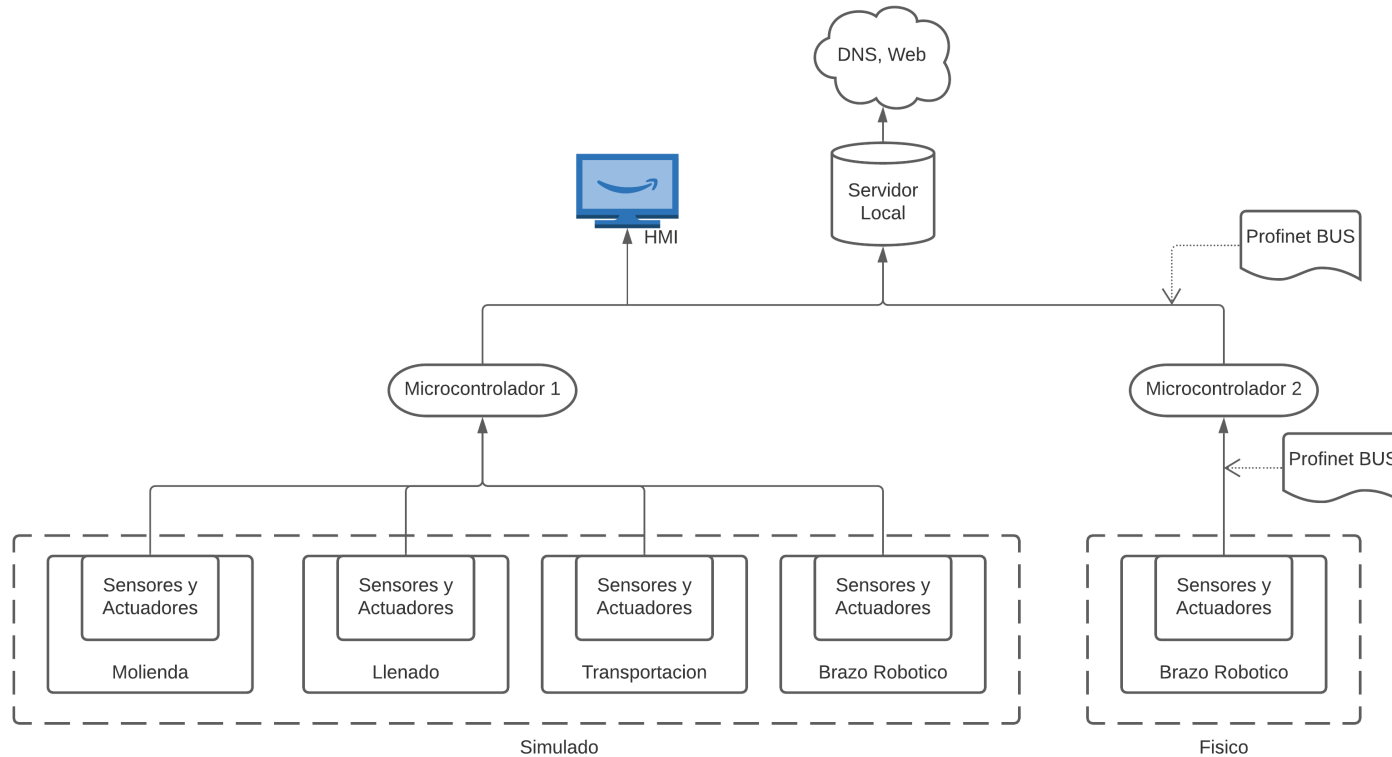 DNS, Web
Servidor
Local
HMI
Profinet BUS
Microcontrolador 1
Microcontrolador 2
Profinet BUS
Sensores y
Actuadores
Molienda
Sensores y
Actuadores
Llenado
Sensores y
Actuadores
Transportacion
Sensores y
Actuadores
Brazo Robotico
Sensores y
Actuadores
Brazo Robotico
Simulado
Fisico